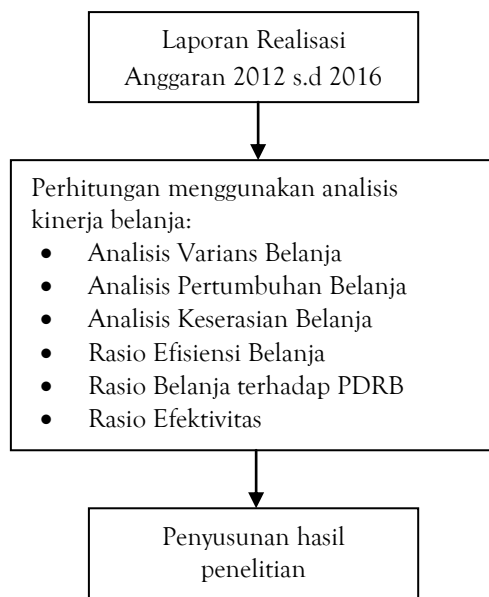 Laporan Realisasi
Anggaran 2012 s.d 2016
Perhitungan menggunakan analisis
kinerja belanja:
• Analisis Varians Belanja
• Analisis Pertumbuhan Belanja
• Analisis Keserasian Belanja
• Rasio Efisiensi Belanja
• Rasio Belanja terhadap PDRB
• Rasio Efektivitas
Penyusunan hasil
penelitian